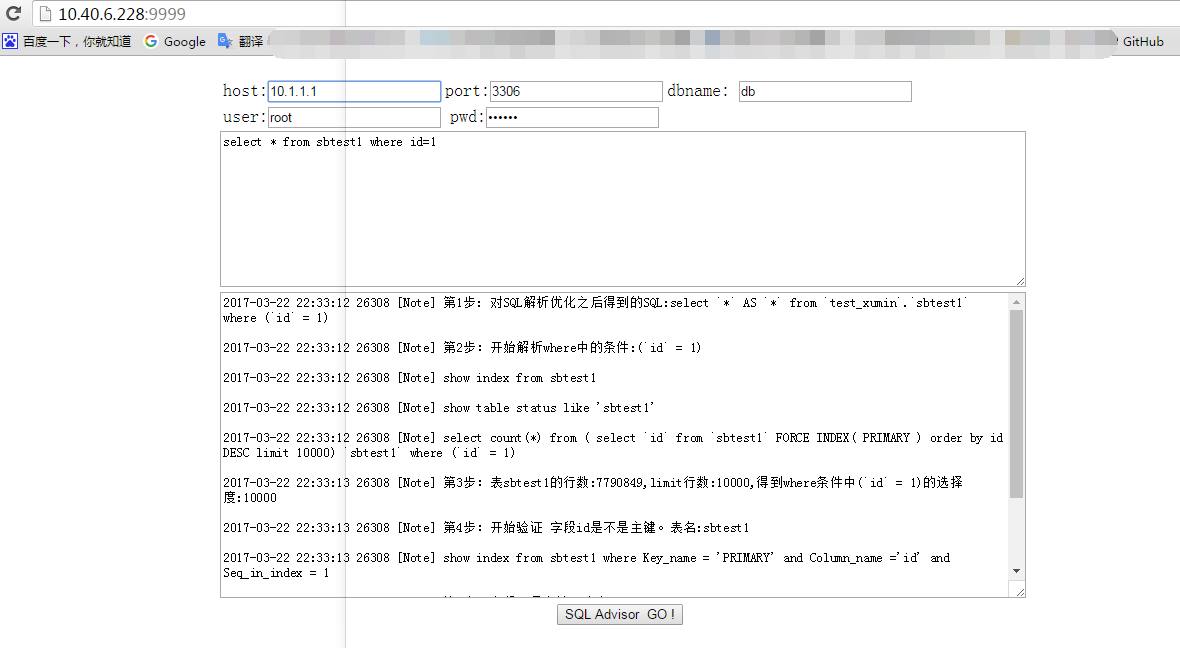 10.40.6.228:9999
百度一下，你就知道 Google 翻译 GitHub
host: 10.1.1.1 port: 3306 dbname: db
user: root pwd: ••••••
select * from sbtest1 where id=1
2017-03-22 22:33:12 26308 [Note] 第1步: 对SQL解析优化之后得到的SQL:select `*` AS `*` from `test_xumin`.`sbtest1`
where (`id` = 1)
2017-03-22 22:33:12 26308 [Note] 第2步: 开始解析where中的条件:(`id` = 1)
2017-03-22 22:33:12 26308 [Note] show index from sbtest1
2017-03-22 22:33:12 26308 [Note] show table status like 'sbtest1'
2017-03-22 22:33:12 26308 [Note] select count(*) from ( select `id` from `sbtest1` FORCE INDEX( PRIMARY ) order by id
DESC limit 10000) `sbtest1` where (`id` = 1)
2017-03-22 22:33:13 26308 [Note] 第3步: 表sbtest1的行数:7790849,limit行数:10000,得到where条件中(`id` = 1)的选择
度:10000
2017-03-22 22:33:13 26308 [Note] 第4步: 开始验证 字段id是不是主键。表名:sbtest1
2017-03-22 22:33:13 26308 [Note] show index from sbtest1 where Key_name = 'PRIMARY' and Column_name ='id' and
Seq_in_index = 1
SQL Advisor GO !